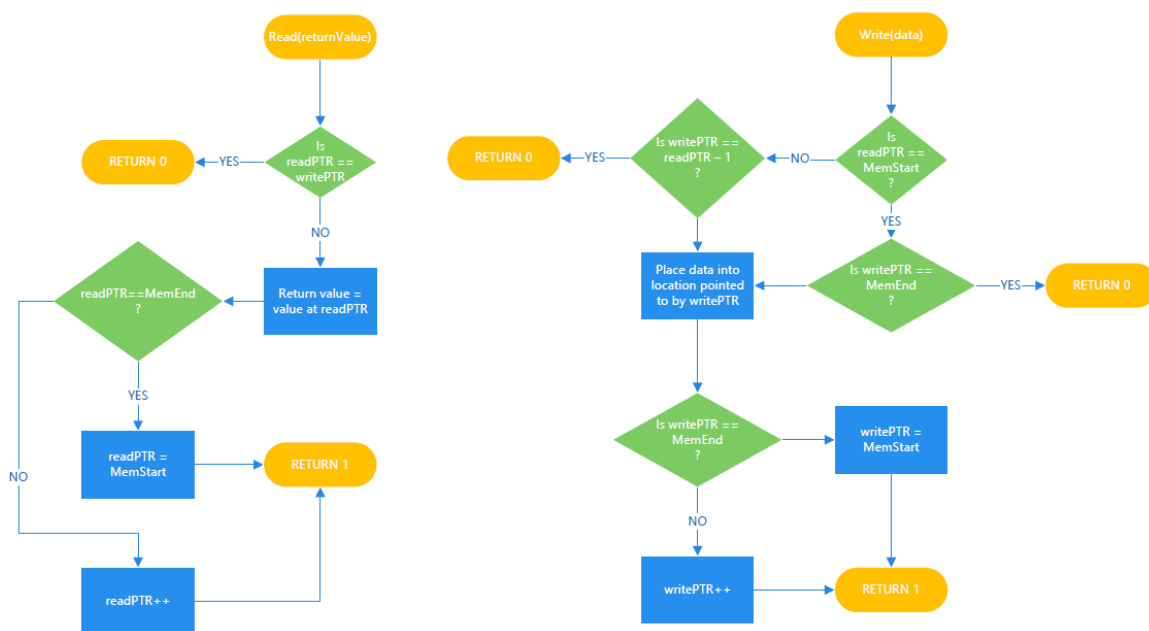 Read(returnValue)
Is
readPTR ==
writePTR
YES
RETURN 0
NO
Return value =
value at readPTR
readPTR==MemEnd
?
YES
readPTR =
MemStart
RETURN 1
NO
readPTR++
Write(data)
Is
readPTR ==
MemStart
?
NO
Is writePTR ==
readPTR – 1
?
YES
RETURN 0
YES
Is writePTR ==
MemEnd
?
YES
RETURN 0
Place data into
location pointed
to by writePTR
Is writePTR ==
MemEnd
?
writePTR =
MemStart
NO
writePTR++
RETURN 1